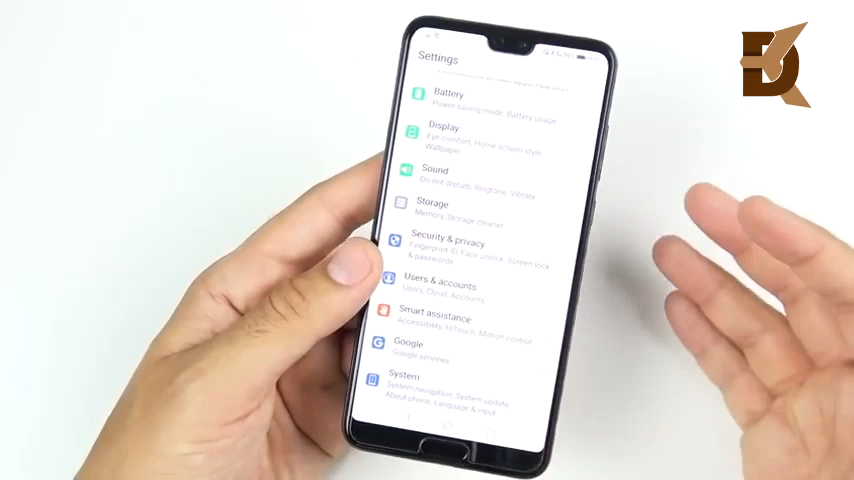 Settings
Battery
Power saving mode, Battery usage
Display
Eye comfort, Home screen style,
Wallpaper
Sound
Do not disturb, Ringtone, Vibrate
Storage
Memory, Storage cleaner
Security & privacy
Fingerprint ID, Face unlock, Screen lock
& passwords
Users & accounts
Users, Cloud, Accounts
Smart assistance
Accessibility, HiTouch, Motion control
Google
Google services
System
System navigation, System update,
About phone, Language & input